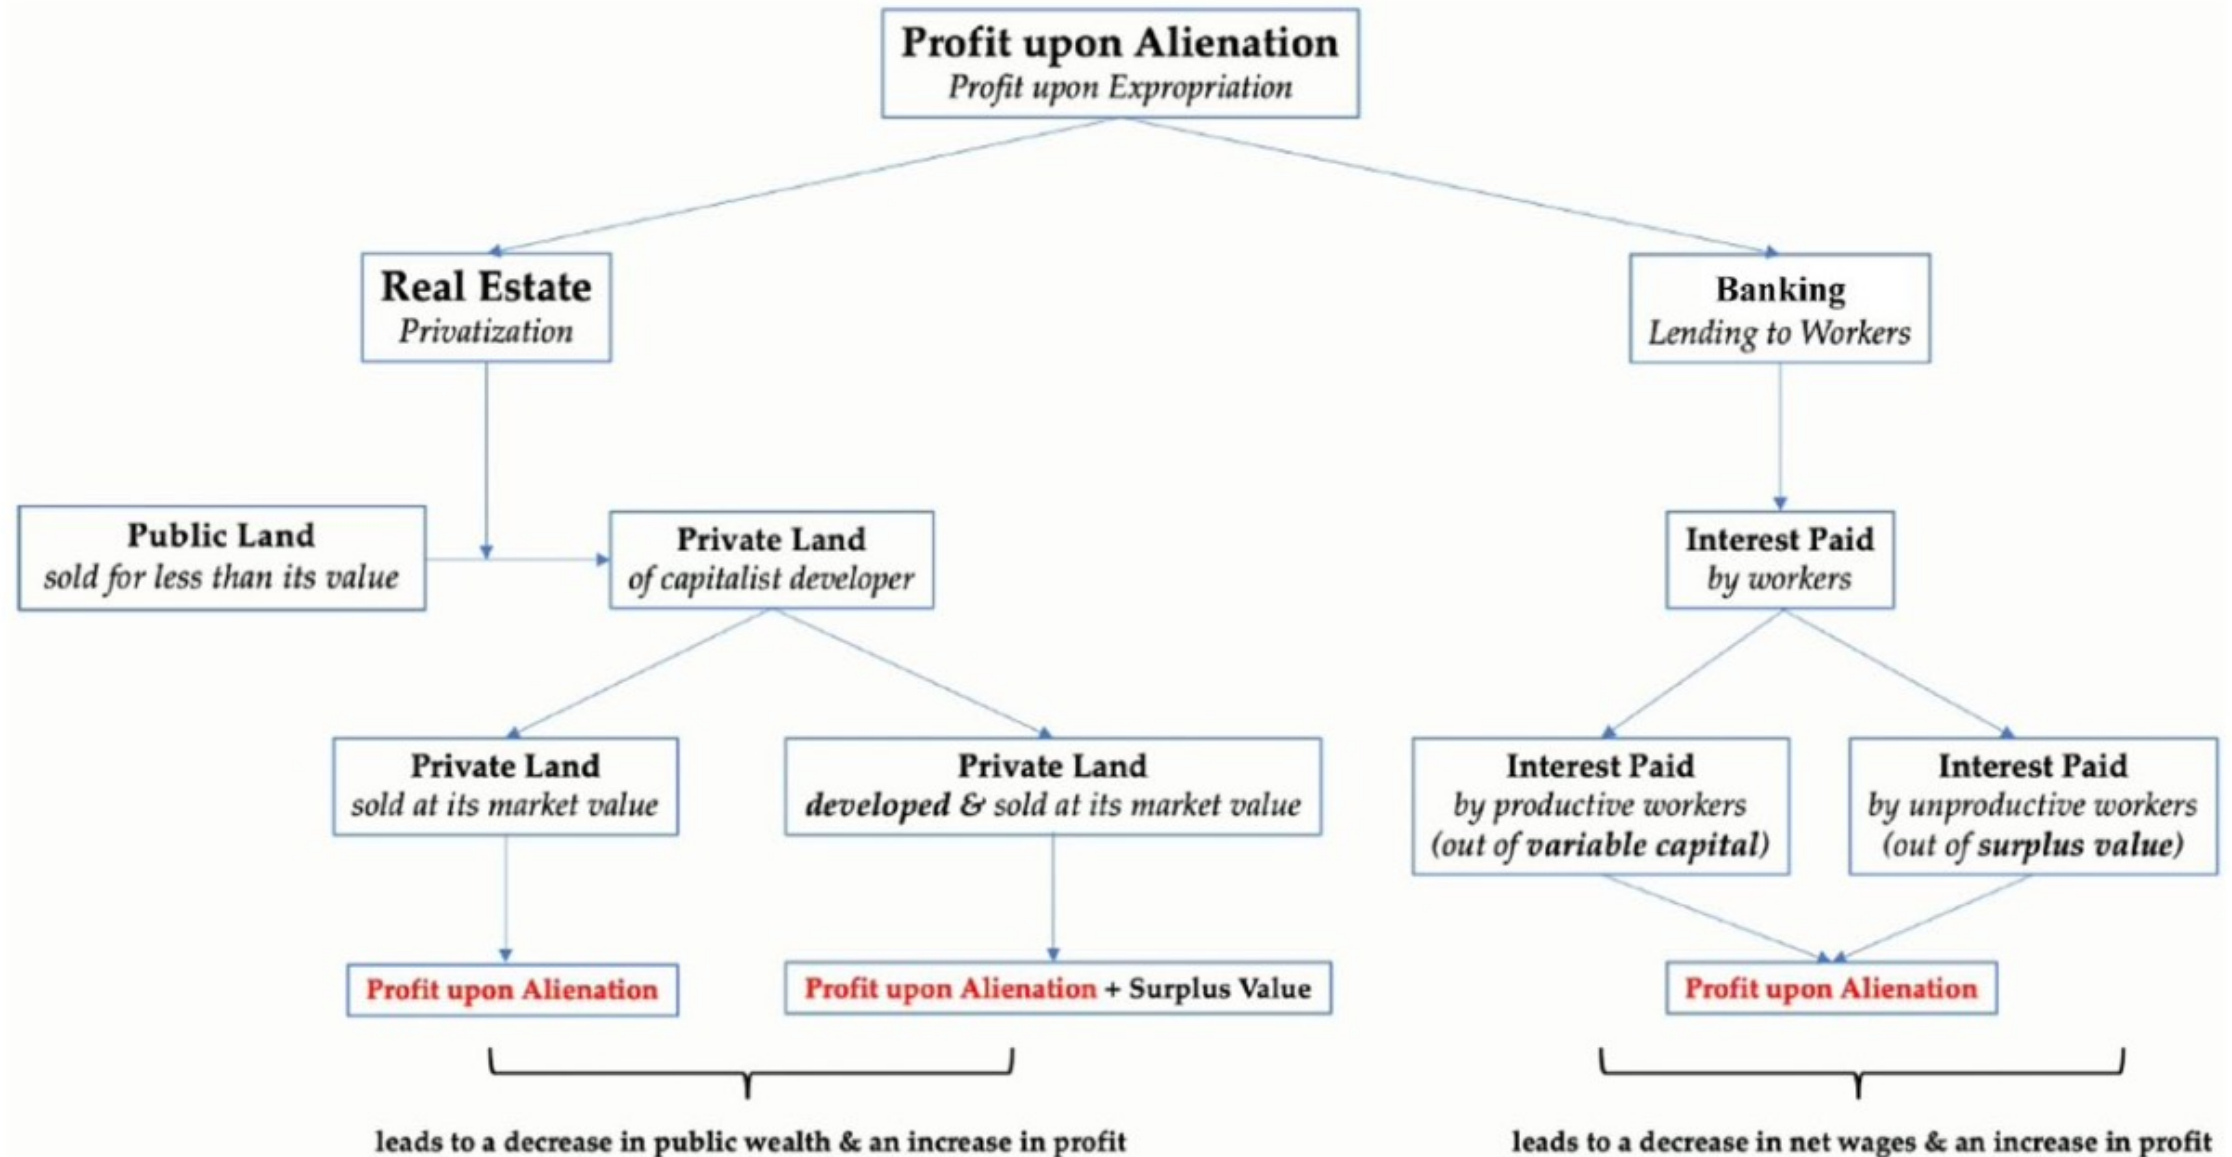 Profit upon Alienation
Profit upon Expropriation
Real Estate
Privatization
Banking
Lending to Workers
Public Land
sold for less than its value
Private Land
of capitalist developer
Interest Paid
by workers
Private Land
sold at its market value
Private Land
developed & sold at its market value
Interest Paid
by productive workers
(out of variable capital)
Interest Paid
by unproductive workers
(out of surplus value)
Profit upon Alienation
Profit upon Alienation + Surplus Value
Profit upon Alienation
leads to a decrease in public wealth & an increase in profit
leads to a decrease in net wages & an increase in profit